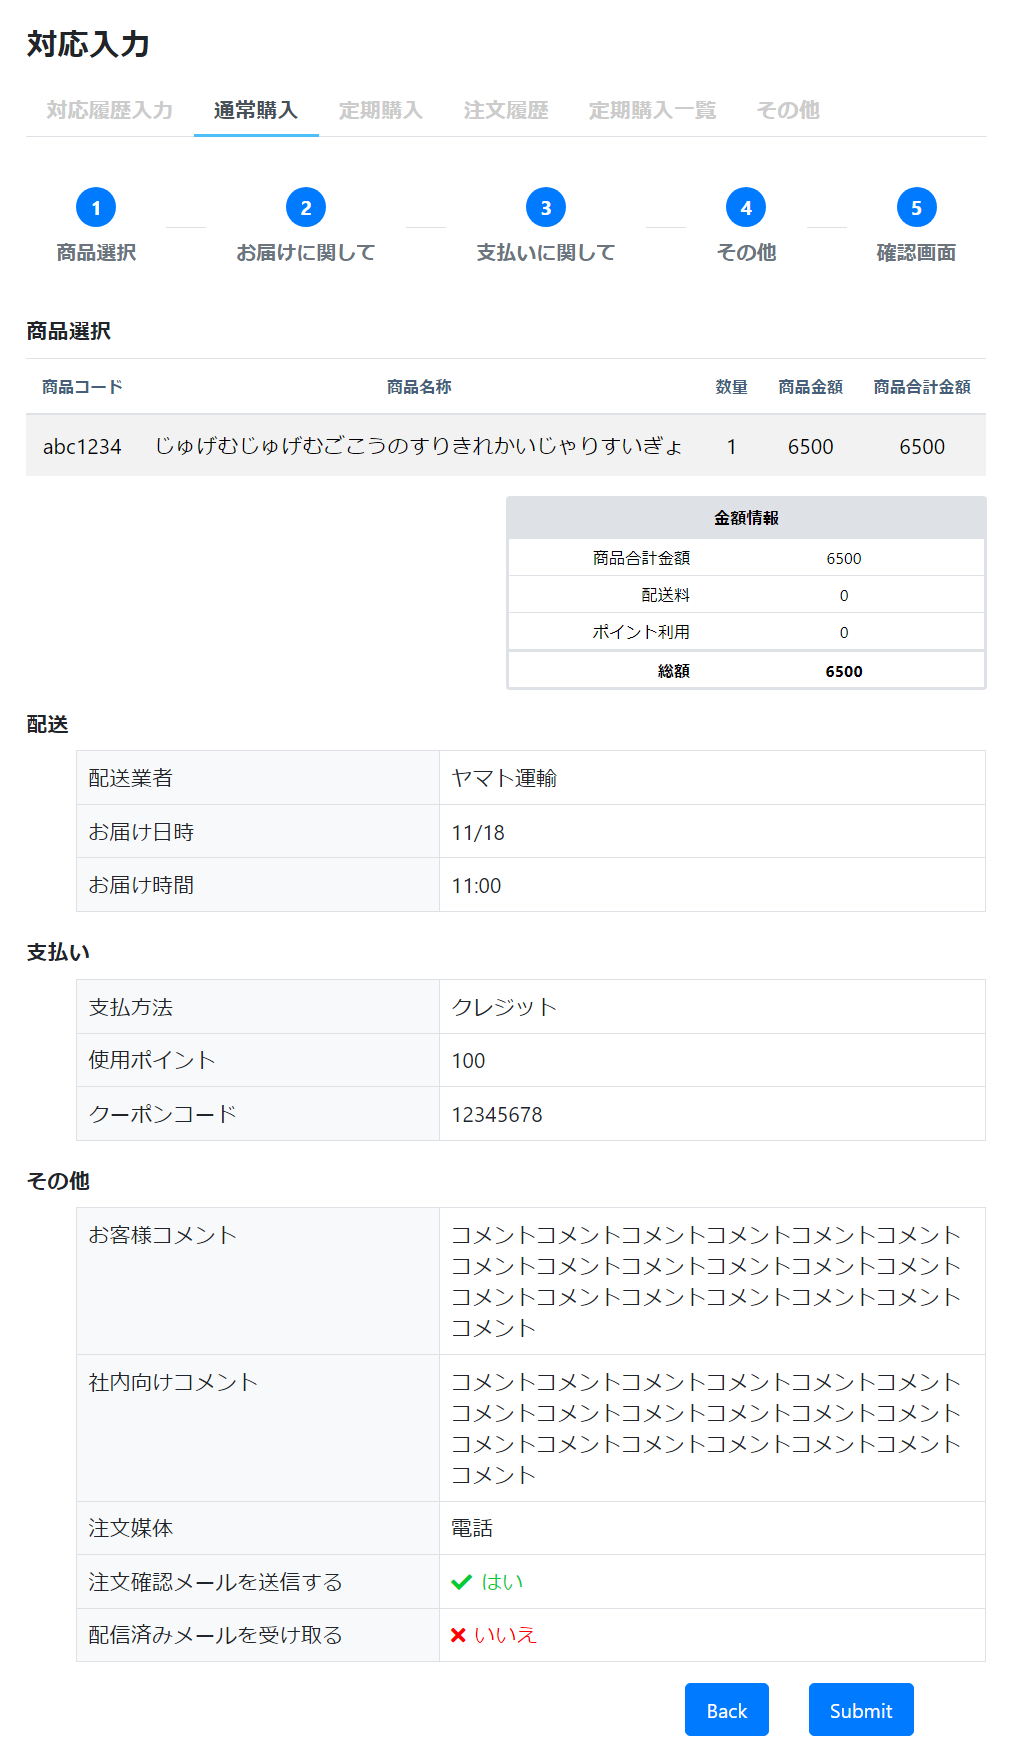 対応入力
対応履歴入力 通常購入 定期購入 注文履歴 定期購入一覧 その他
1 2 3 4 5
商品選択 お届けに関して 支払いに関して その他 確認画面
商品選択
商品コード 商品名称 数量 商品金額 商品合計金額
abc1234 じゅげむじゅげむごこうのすりきれかいじゃりすいぎょ 1 6500 6500
金額情報
商品合計金額 6500
配送料 0
ポイント利用 0
総額 6500
配送
配送業者 ヤマト運輸
お届け日時 11/18
お届け時間 11:00
支払い
支払方法 クレジット
使用ポイント 100
クーポンコード 12345678
その他
お客様コメント コメントコメントコメントコメントコメントコメント
コメントコメントコメントコメントコメントコメント
コメントコメントコメントコメントコメントコメント
コメント
社内向けコメント コメントコメントコメントコメントコメントコメント
コメントコメントコメントコメントコメントコメント
コメントコメントコメントコメントコメントコメント
コメント
注文媒体 電話
注文確認メールを送信する はい
配信済みメールを受け取る いいえ
Back Submit